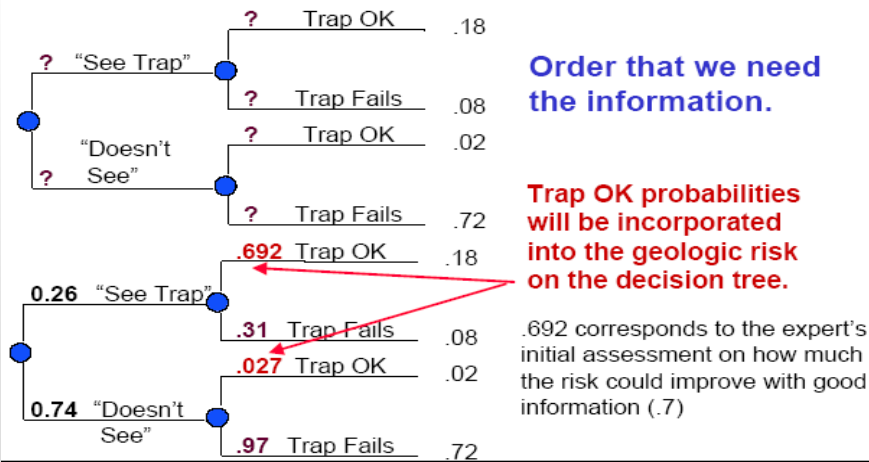 ? Trap OK .18
? “See Trap”
? Trap Fails .08
? Trap OK .02
“Doesn’t
? See”
? Trap Fails .72
Order that we need
the information.
.692 Trap OK .18
0.26 “See Trap”
.31 Trap Fails .08
.027 Trap OK .02
0.74 “Doesn’t
See”
.97 Trap Fails .72
Trap OK probabilities
will be incorporated
into the geologic risk
on the decision tree.
.692 corresponds to the expert’s
initial assessment on how much
the risk could improve with good
information (.7)